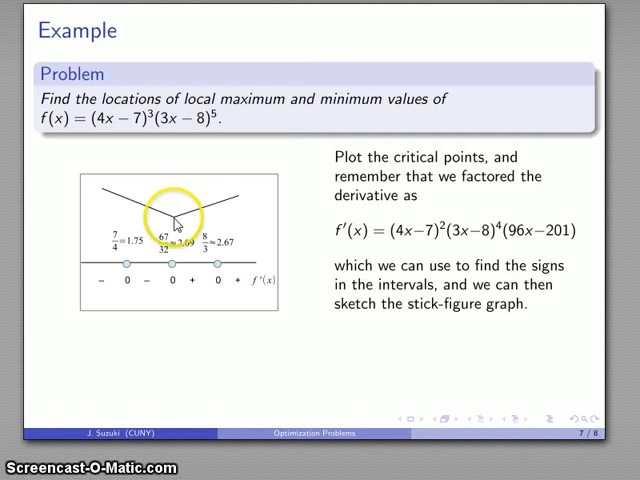 Example
Problem
Find the locations of local maximum and minimum values of
f(x) = (4x − 7)³(3x − 8)⁵.
Plot the critical points, and
remember that we factored the
derivative as
f′(x) = (4x−7)²(3x−8)⁴(96x−201)
which we can use to find the signs
in the intervals, and we can then
sketch the stick-figure graph.
7/4=1.75 67/32≈2.09 8/3≈2.67
− 0 − 0 + 0 + f′(x)
J. Suzuki (CUNY) Optimization Problems 7 / 8
Screencast-O-Matic.com